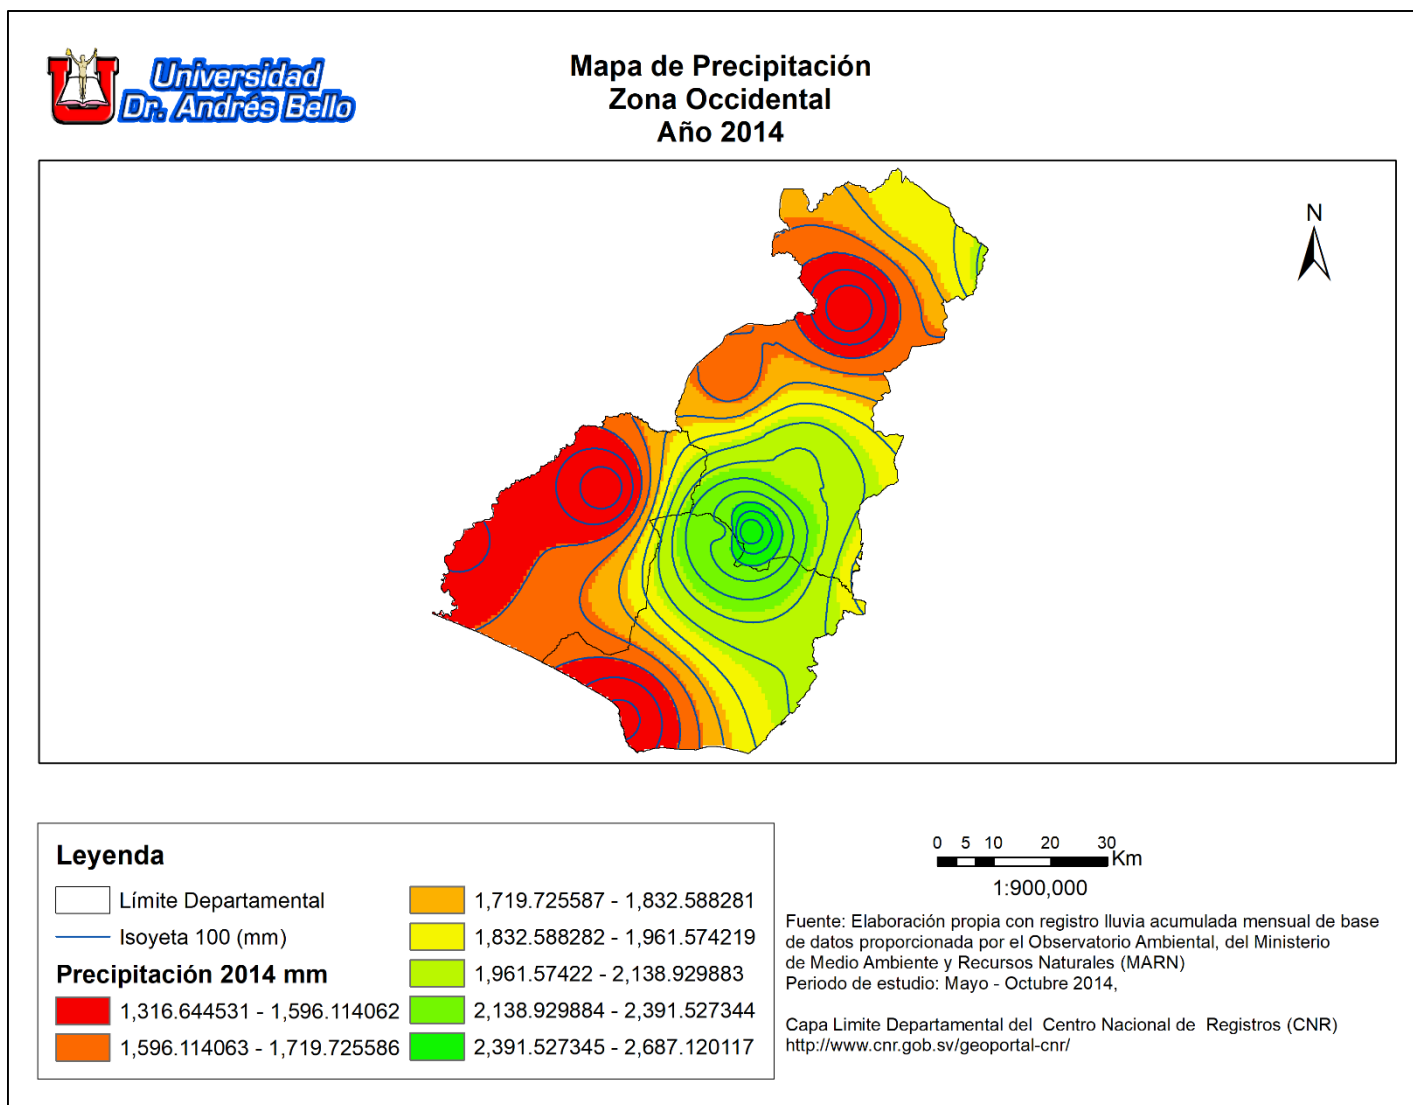 Universidad
Dr. Andrés Bello
Mapa de Precipitación
Zona Occidental
Año 2014
N
Leyenda
Límite Departamental
Isoyeta 100 (mm)
Precipitación 2014 mm
1,316.644531 - 1,596.114062
1,596.114063 - 1,719.725586
1,719.725587 - 1,832.588281
1,832.588282 - 1,961.574219
1,961.57422 - 2,138.929883
2,138.929884 - 2,391.527344
2,391.527345 - 2,687.120117
0 5 10 20 30
Km
1:900,000
Fuente: Elaboración propia con registro lluvia acumulada mensual de base
de datos proporcionada por el Observatorio Ambiental, del Ministerio
de Medio Ambiente y Recursos Naturales (MARN)
Periodo de estudio: Mayo - Octubre 2014,
Capa Limite Departamental del Centro Nacional de Registros (CNR)
http://www.cnr.gob.sv/geoportal-cnr/